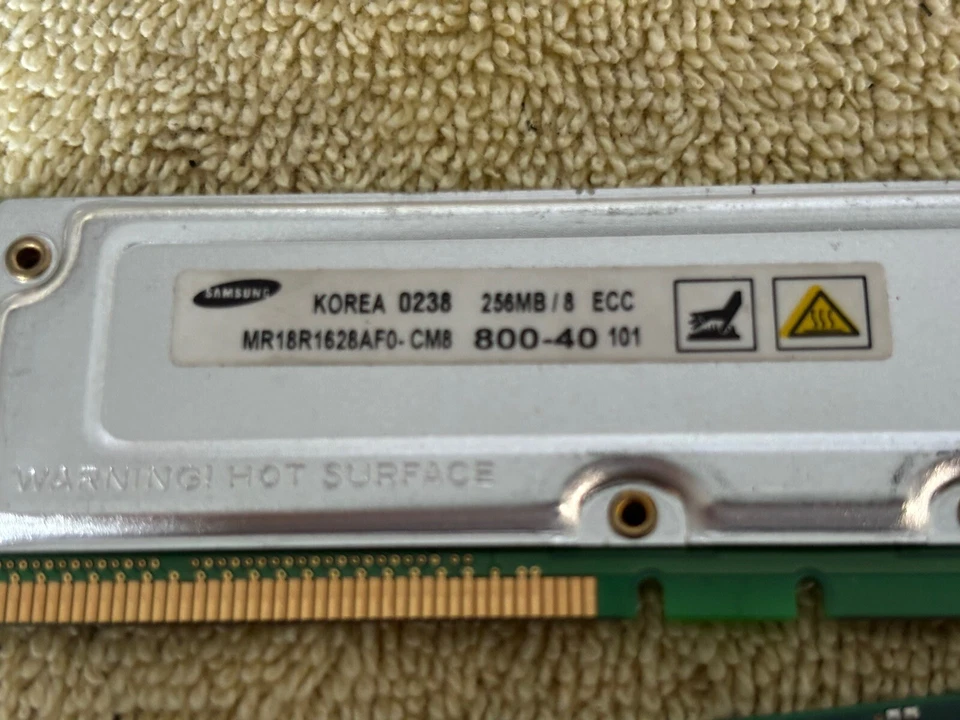 SAMSUNG
KOREA 0238 256MB/8 ECC
MR18R1628AF0-CM8 800-40 101
WARNING! HOT SURFACE